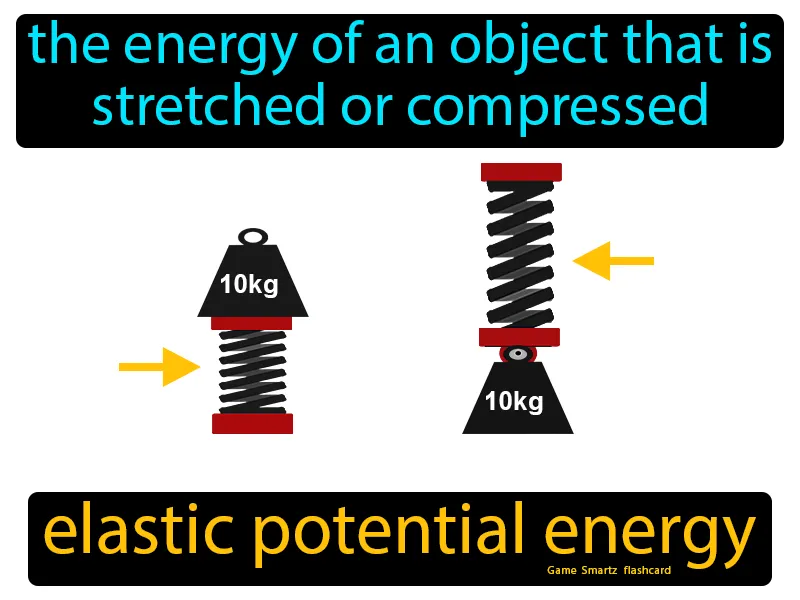 the energy of an object that is
stretched or compressed
10kg
10kg
elastic potential energy
Game Smartz flashcard